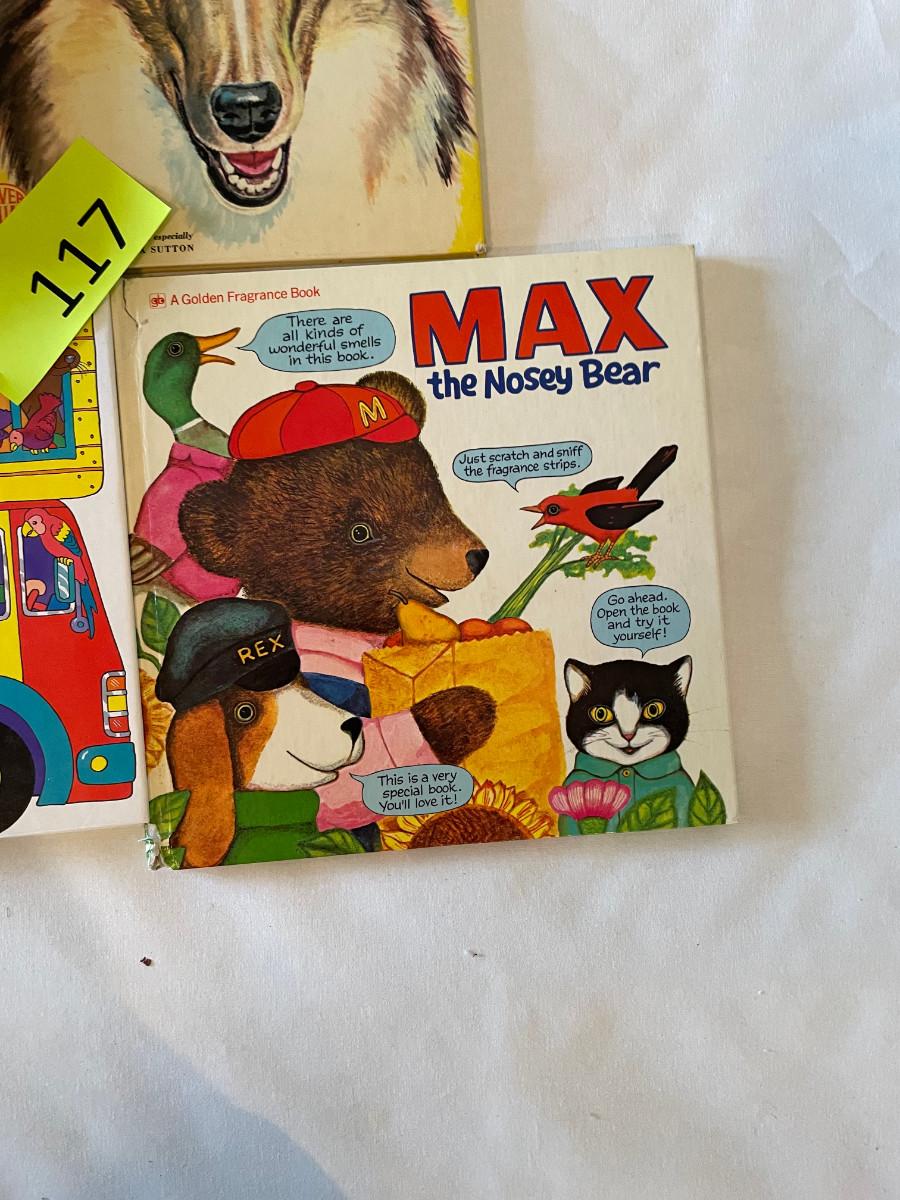 especially
SUTTON
117
A Golden Fragrance Book
MAX
the Nosey Bear
There are
all kinds of
wonderful smells
in this book.
M
Just scratch and sniff
the fragrance strips.
Go ahead.
Open the book
and try it
yourself!
REX
This is a very
special book.
You'll love it!